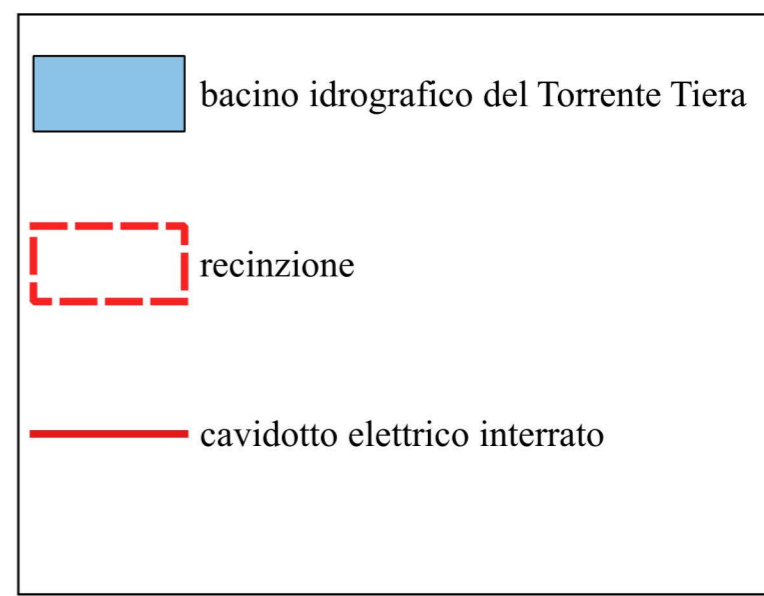 bacino idrografico del Torrente Tiera
recinzione
cavidotto elettrico interrato